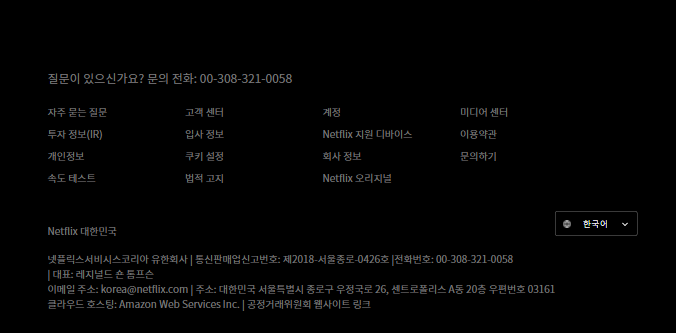 질문이 있으신가요? 문의 전화: 00-308-321-0058
자주 묻는 질문 고객 센터 계정 미디어 센터
투자 정보(IR) 입사 정보 Netflix 지원 디바이스 이용약관
개인정보 쿠키 설정 회사 정보 문의하기
속도 테스트 법적 고지 Netflix 오리지널
한국어
Netflix 대한민국
넷플릭스서비시스코리아 유한회사 | 통신판매업신고번호: 제2018-서울종로-0426호 |전화번호: 00-308-321-0058
| 대표: 레지널드 숀 톰프슨
이메일 주소: korea@netflix.com | 주소: 대한민국 서울특별시 종로구 우정국로 26, 센트로폴리스 A동 20층 우편번호 03161
클라우드 호스팅: Amazon Web Services Inc. | 공정거래위원회 웹사이트 링크